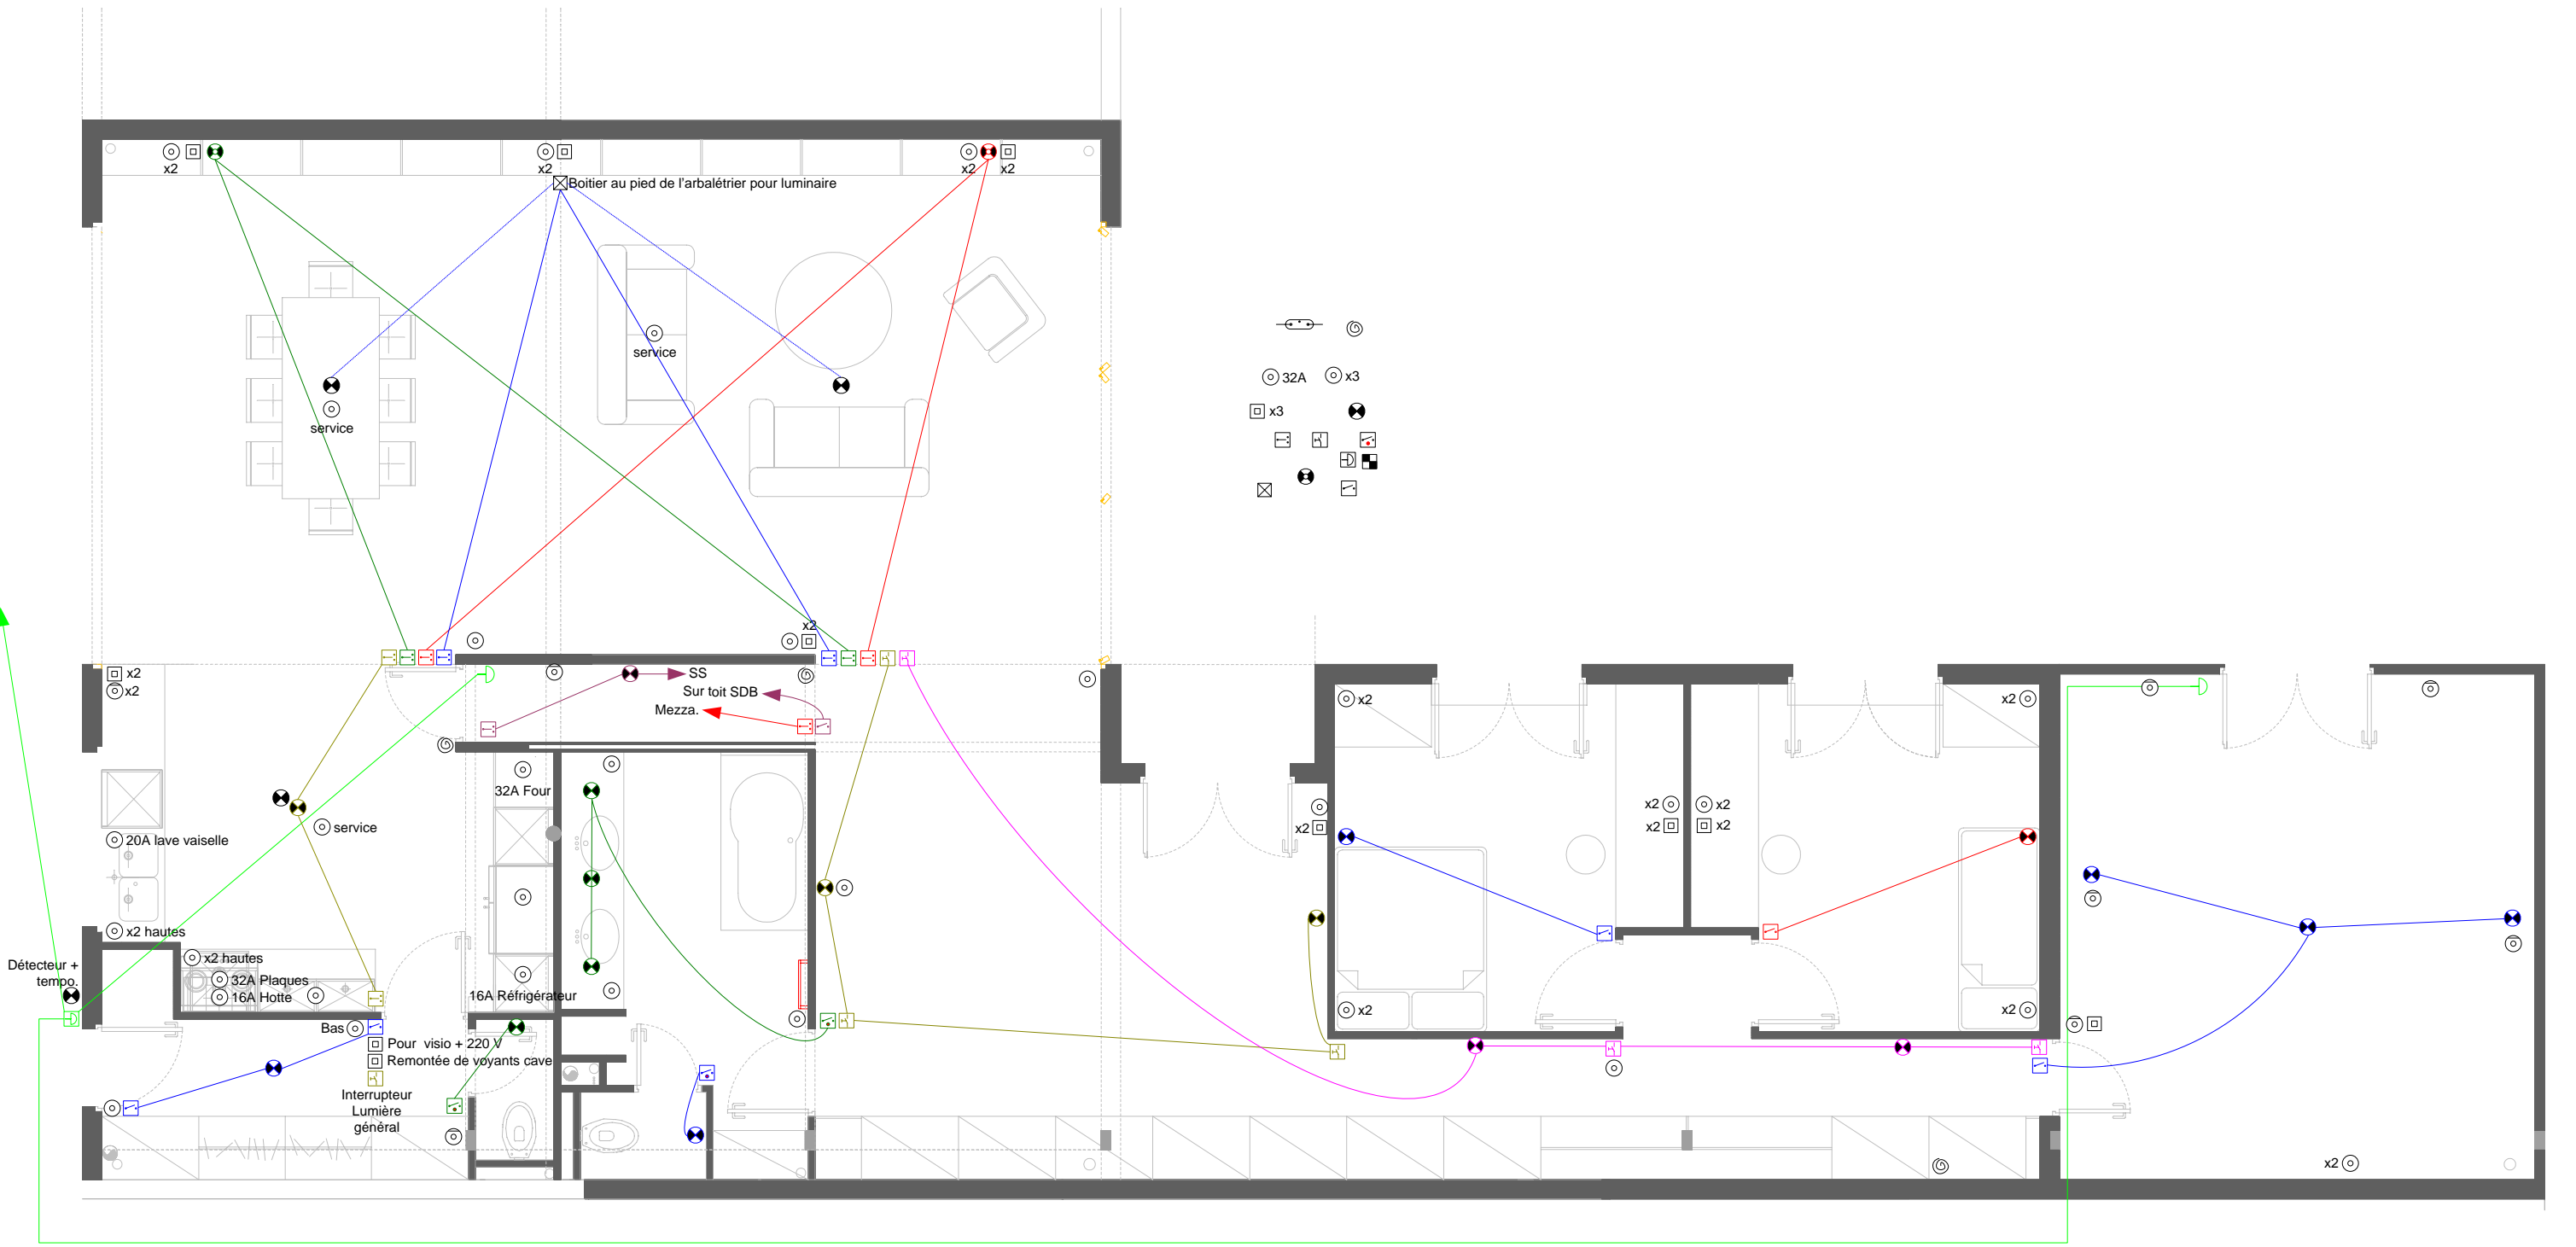 x2
x2
x2
x2
Boitier au pied de l'arbalétrier pour luminaire
service
service
32A
x3
x3
x2
x2
x2
SS
Sur toit SDB
Mezza.
x2
x2
32A Four
service
20A lave vaiselle
x2
x2
x2
x2
x2
x2
x2
x2 hautes
x2 hautes
Détecteur +
tempo.
32A Plaques
16A Hotte
16A Réfrigérateur
x2
x2
Bas
Pour visio + 220 V
Remontée de voyants cave
Interrupteur
Lumière
général
x2